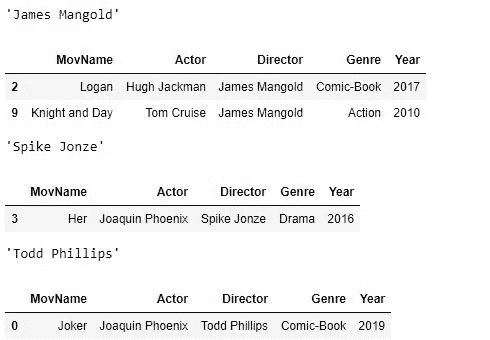 'James Mangold'
MovName Actor Director Genre Year
2 Logan Hugh Jackman James Mangold Comic-Book 2017
9 Knight and Day Tom Cruise James Mangold Action 2010
'Spike Jonze'
MovName Actor Director Genre Year
3 Her Joaquin Phoenix Spike Jonze Drama 2016
'Todd Phillips'
MovName Actor Director Genre Year
0 Joker Joaquin Phoenix Todd Phillips Comic-Book 2019